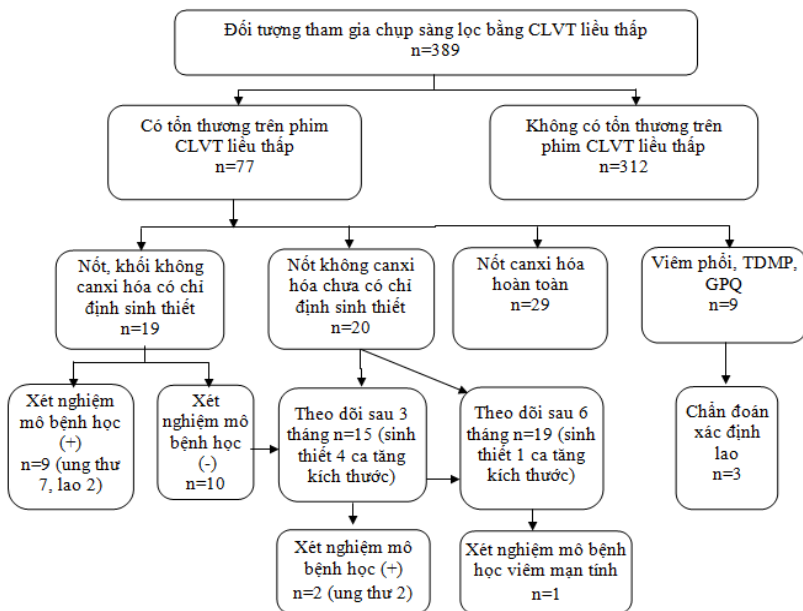 Đối tượng tham gia chụp sàng lọc bằng CLVT liều thấp
n=389
Có tổn thương trên phim
CLVT liều thấp
n=77
Không có tổn thương trên
phim CLVT liều thấp
n=312
Nốt, khối không
canxi hóa có chỉ
định sinh thiết
n=19
Nốt không canxi
hóa chưa có chỉ
định sinh thiết
n=20
Nốt canxi hóa
hoàn toàn
n=29
Viêm phổi, TDMP,
GPQ
n=9
Xét nghiệm
mô bệnh học
(+)
n=9 (ung thư
7, lao 2)
Xét
nghiệm mô
bệnh học
(-)
n=10
Theo dõi sau 3
tháng n=15 (sinh
thiết 4 ca tăng
kích thước)
Theo dõi sau 6
tháng n=19 (sinh
thiết 1 ca tăng
kích thước)
Chẩn đoán
xác định
lao
n=3
Xét nghiệm mô
bệnh học (+)
n=2 (ung thư 2)
Xét nghiệm mô bệnh
học viêm mạn tính
n=1